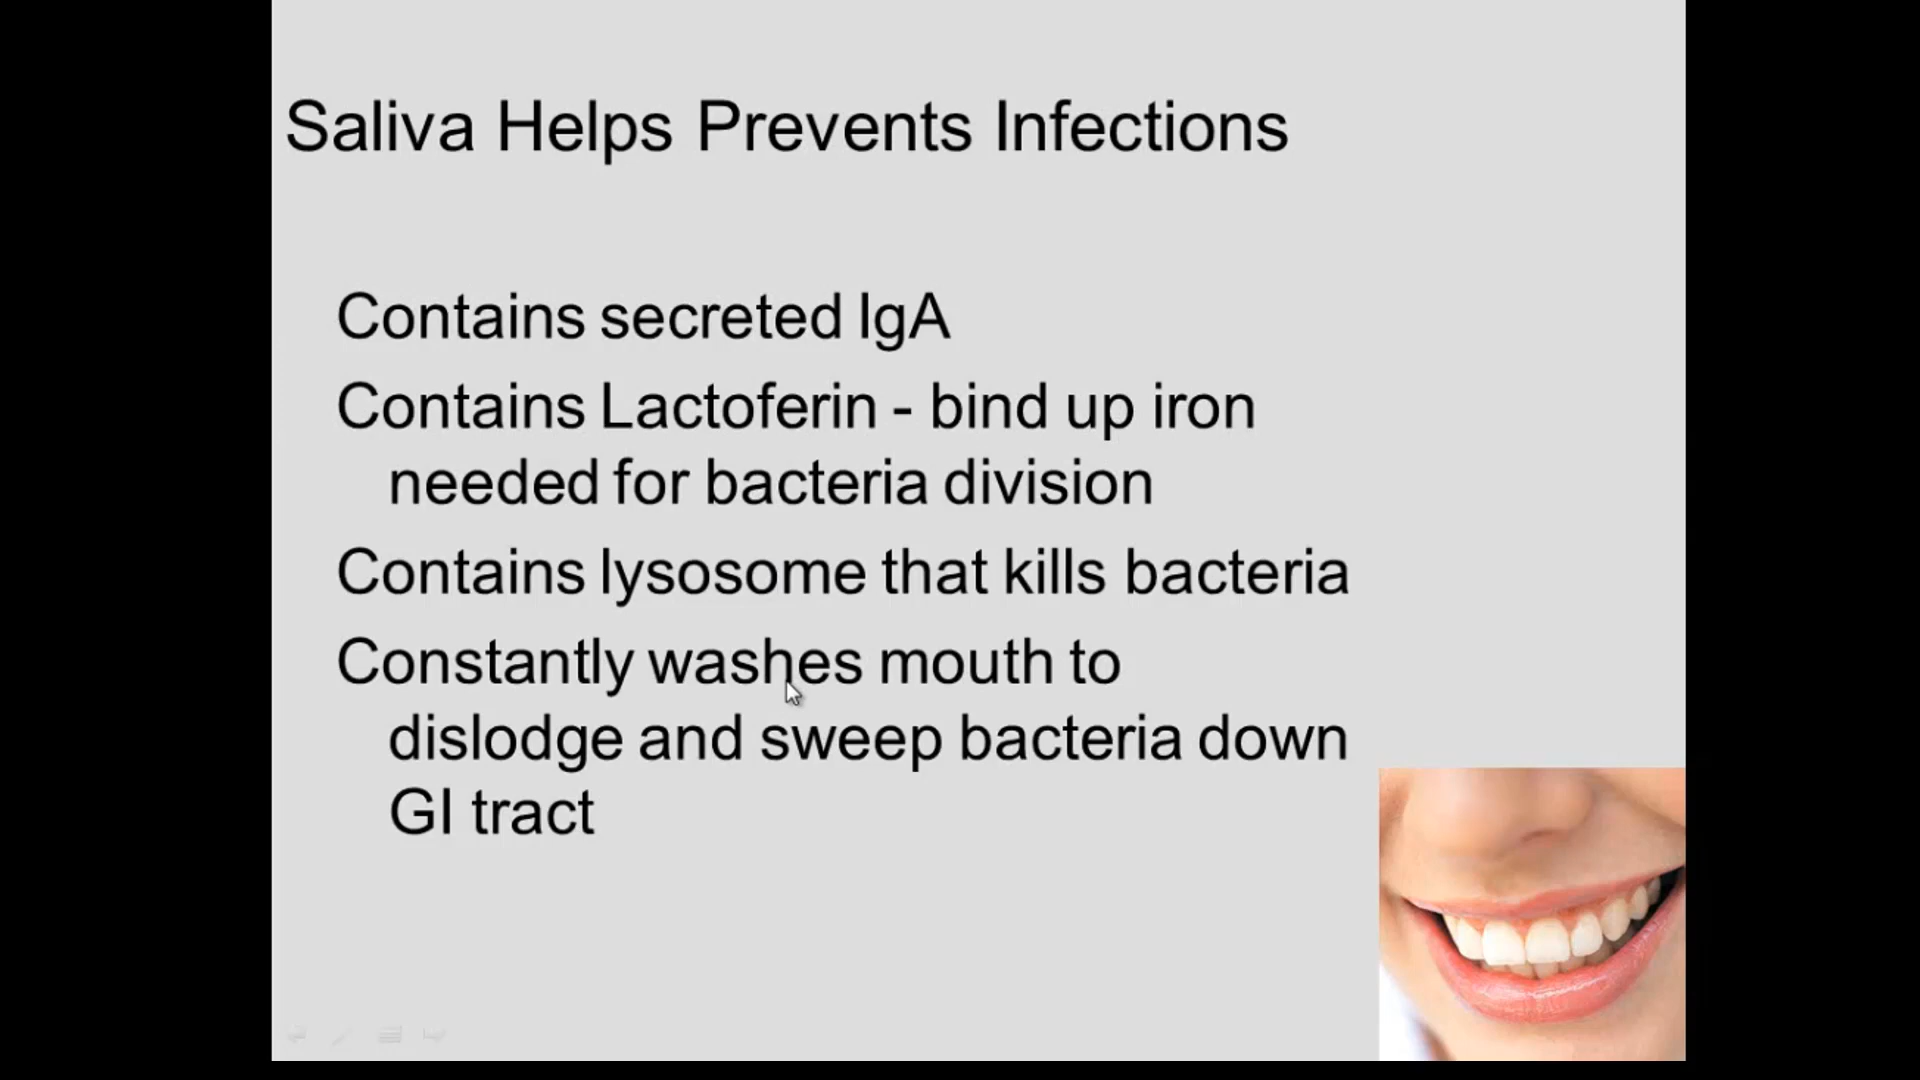 Saliva Helps Prevents Infections
Contains secreted IgA
Contains Lactoferin - bind up iron
needed for bacteria division
Contains lysosome that kills bacteria
Constantly washes mouth to
dislodge and sweep bacteria down
GI tract